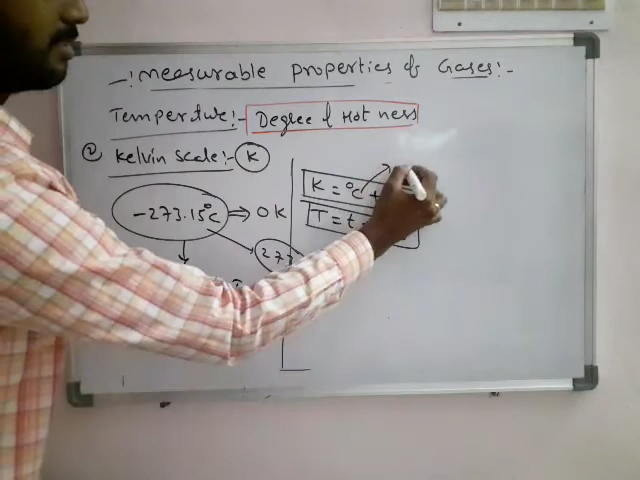 —! Measurable properties of Gases:-
Temperature:- Degree of Hot ness
② Kelvin Scale:- K
-273.15°C ⇒ 0K
K = °C +
T = t
273